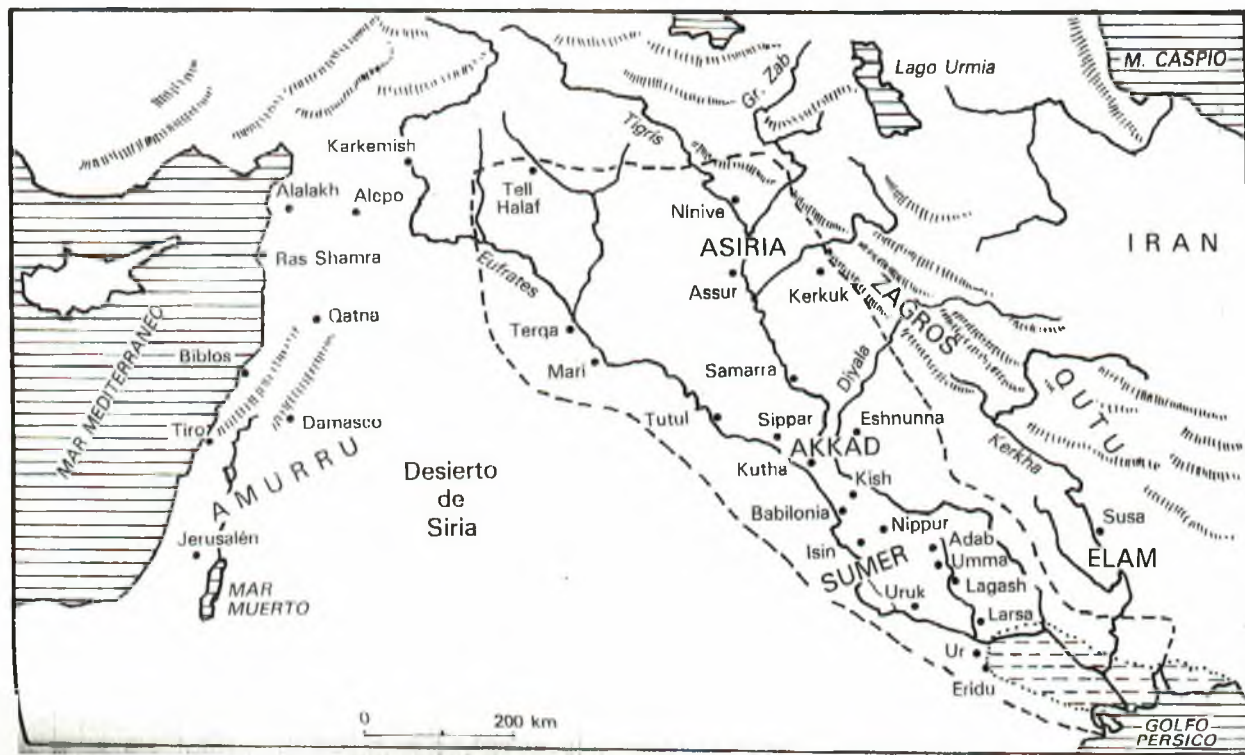 M. CASPIO
Lago Urmia
Gr. Zab
Tigris
Karkemish
Alalakh
Alepo
Tell
Halaf
Nínive
ASIRIA
IRAN
Ras Shamra
Eufrates
Assur
Kerkuk
ZAGROS
Qatna
MAR MEDITERRANEO
Biblos
Terqa
Mari
Samarra
Diyala
QUTU
Tiro
Damasco
AMURRU
Tutul
Sippar
Eshnunna
AKKAD
Kutha
Kerkha
Desierto
de
Siria
Kish
Babilonia
Nippur
Susa
Jerusalén
Isin
Adab
Umma
ELAM
SUMER
Lagash
MAR
MUERTO
Uruk
Larsa
Ur
Eridu
0 200 km
GOLFO
PERSICO